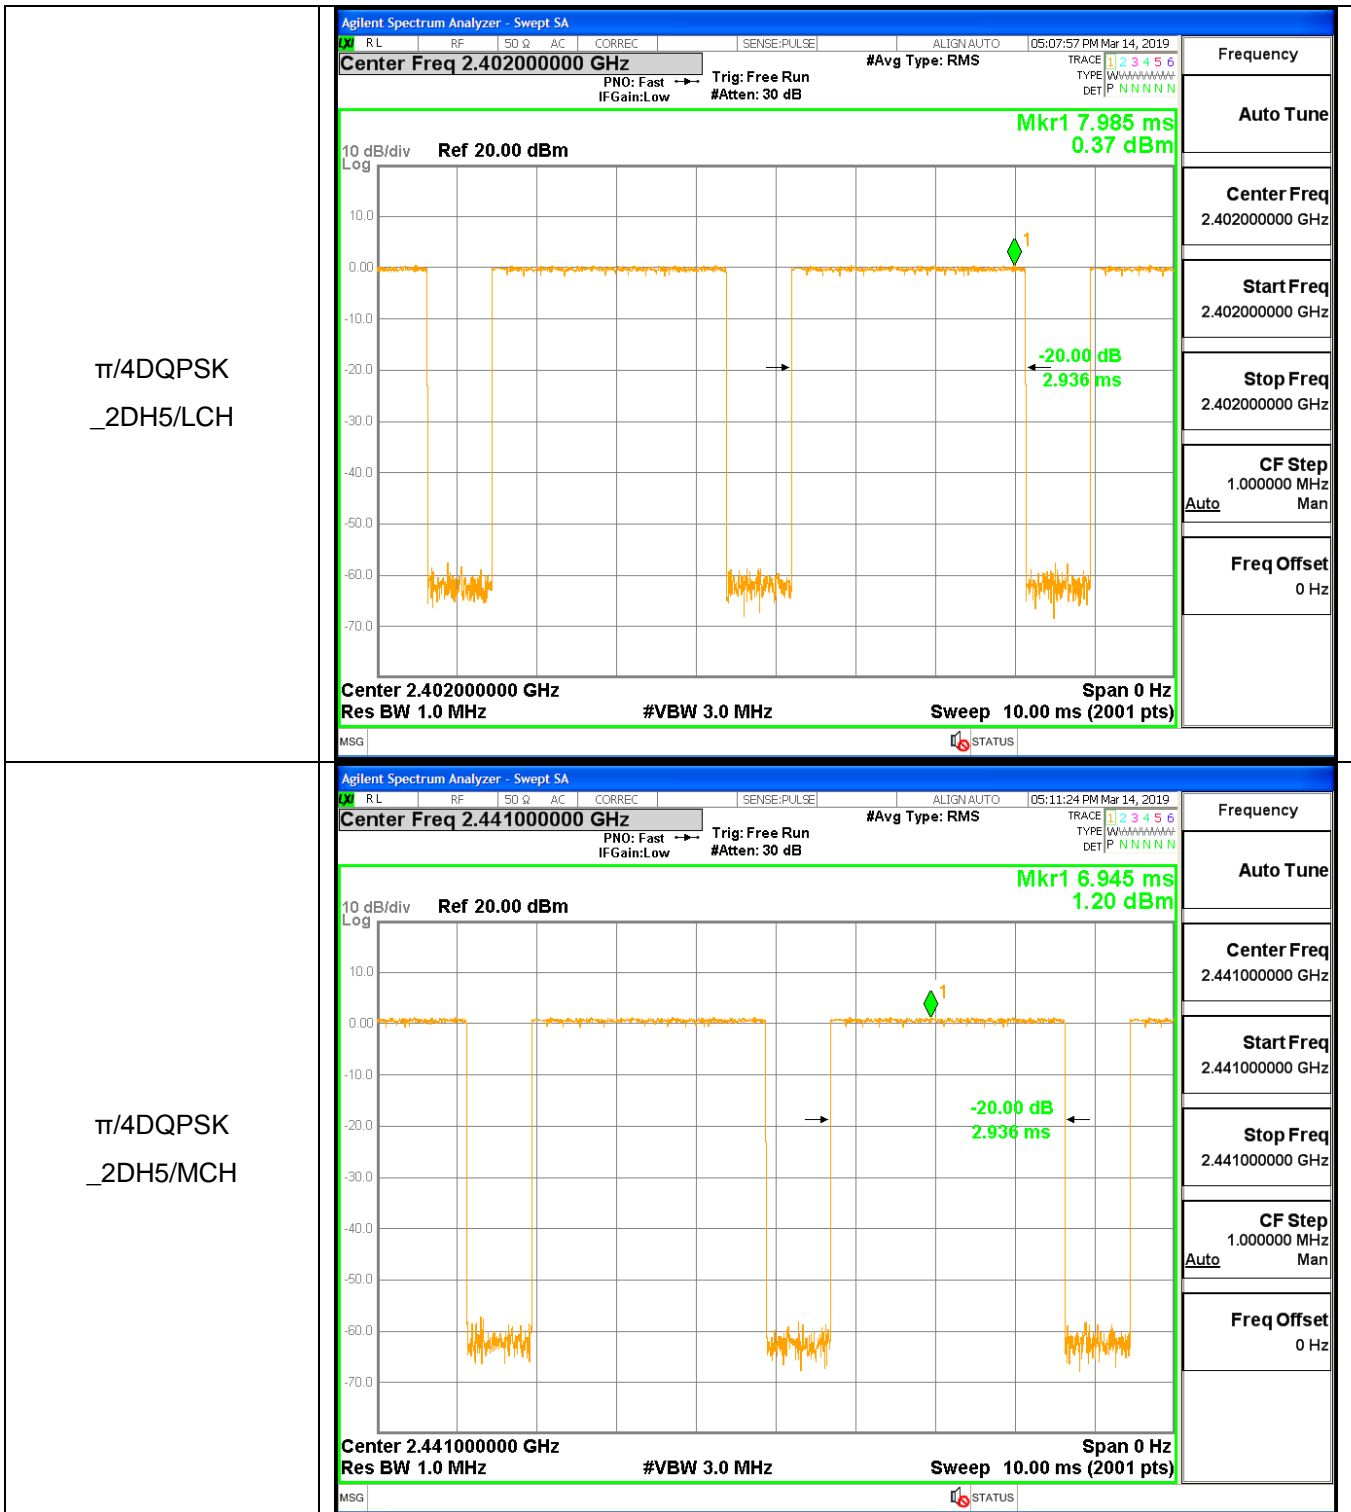 π/4DQPSK
_2DH5/LCH
Agilent Spectrum Analyzer - Swept SA
LXI RL RF 50 Ω AC CORREC SENSE:PULSE ALIGNAUTO 05:07:57 PM Mar 14, 2019
Center Freq 2.402000000 GHz
PNO: Fast
IFGain:Low
Trig: Free Run
#Atten: 30 dB
#Avg Type: RMS
TRACE 1 2 3 4 5 6
TYPE
DET P N N N N N
Mkr1 7.985 ms
0.37 dBm
10 dB/div Ref 20.00 dBm
Log
10.0
0.00
-10.0
-20.0
-30.0
-40.0
-50.0
-60.0
-70.0
1
-20.00 dB
2.936 ms
Center 2.402000000 GHz Span 0 Hz
Res BW 1.0 MHz #VBW 3.0 MHz Sweep 10.00 ms (2001 pts)
MSG STATUS
Frequency
Auto Tune
Center Freq
2.402000000 GHz
Start Freq
2.402000000 GHz
Stop Freq
2.402000000 GHz
CF Step
1.000000 MHz
Auto Man
Freq Offset
0 Hz
π/4DQPSK
_2DH5/MCH
Agilent Spectrum Analyzer - Swept SA
LXI RL RF 50 Ω AC CORREC SENSE:PULSE ALIGNAUTO 05:11:24 PM Mar 14, 2019
Center Freq 2.441000000 GHz
PNO: Fast
IFGain:Low
Trig: Free Run
#Atten: 30 dB
#Avg Type: RMS
TRACE 1 2 3 4 5 6
TYPE
DET P N N N N N
Mkr1 6.945 ms
1.20 dBm
10 dB/div Ref 20.00 dBm
Log
10.0
0.00
-10.0
-20.0
-30.0
-40.0
-50.0
-60.0
-70.0
1
-20.00 dB
2.936 ms
Center 2.441000000 GHz Span 0 Hz
Res BW 1.0 MHz #VBW 3.0 MHz Sweep 10.00 ms (2001 pts)
MSG STATUS
Frequency
Auto Tune
Center Freq
2.441000000 GHz
Start Freq
2.441000000 GHz
Stop Freq
2.441000000 GHz
CF Step
1.000000 MHz
Auto Man
Freq Offset
0 Hz